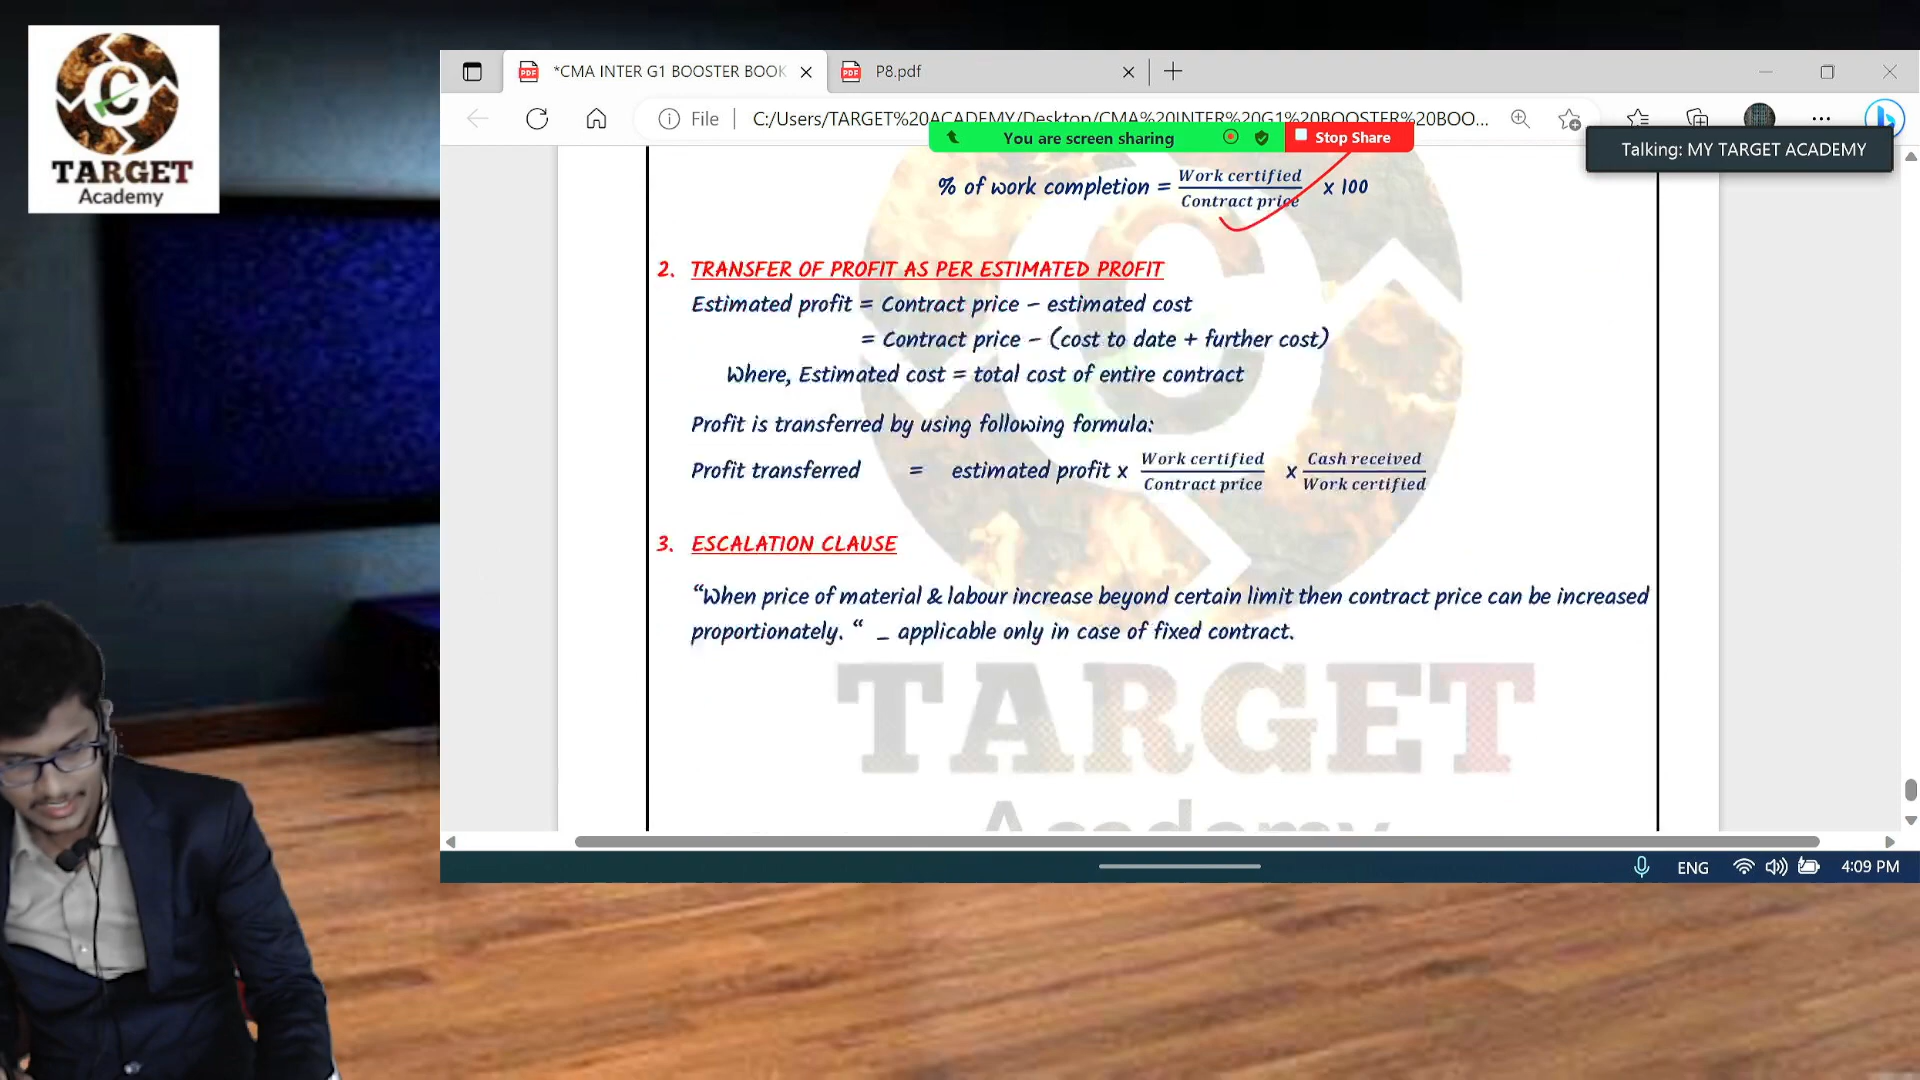 TARGET
Academy
*CMA INTER G1 BOOSTER BOOK
P8.pdf
File
C:/Users/TARGET%20ACADEMY/Desktop/CMA%20INTER%20G1%20BOOSTER%20BOO...
You are screen sharing
Stop Share
Talking: MY TARGET ACADEMY
% of work completion = Work certified / Contract price x 100
2. TRANSFER OF PROFIT AS PER ESTIMATED PROFIT
Estimated profit = Contract price – estimated cost
= Contract price – (cost to date + further cost)
Where, Estimated cost = total cost of entire contract
Profit is transferred by using following formula:
Profit transferred = estimated profit x Work certified / Contract price x Cash received / Work certified
3. ESCALATION CLAUSE
“When price of material & labour increase beyond certain limit then contract price can be increased
proportionately. “ – applicable only in case of fixed contract.
TARGET
Academy
ENG
4:09 PM